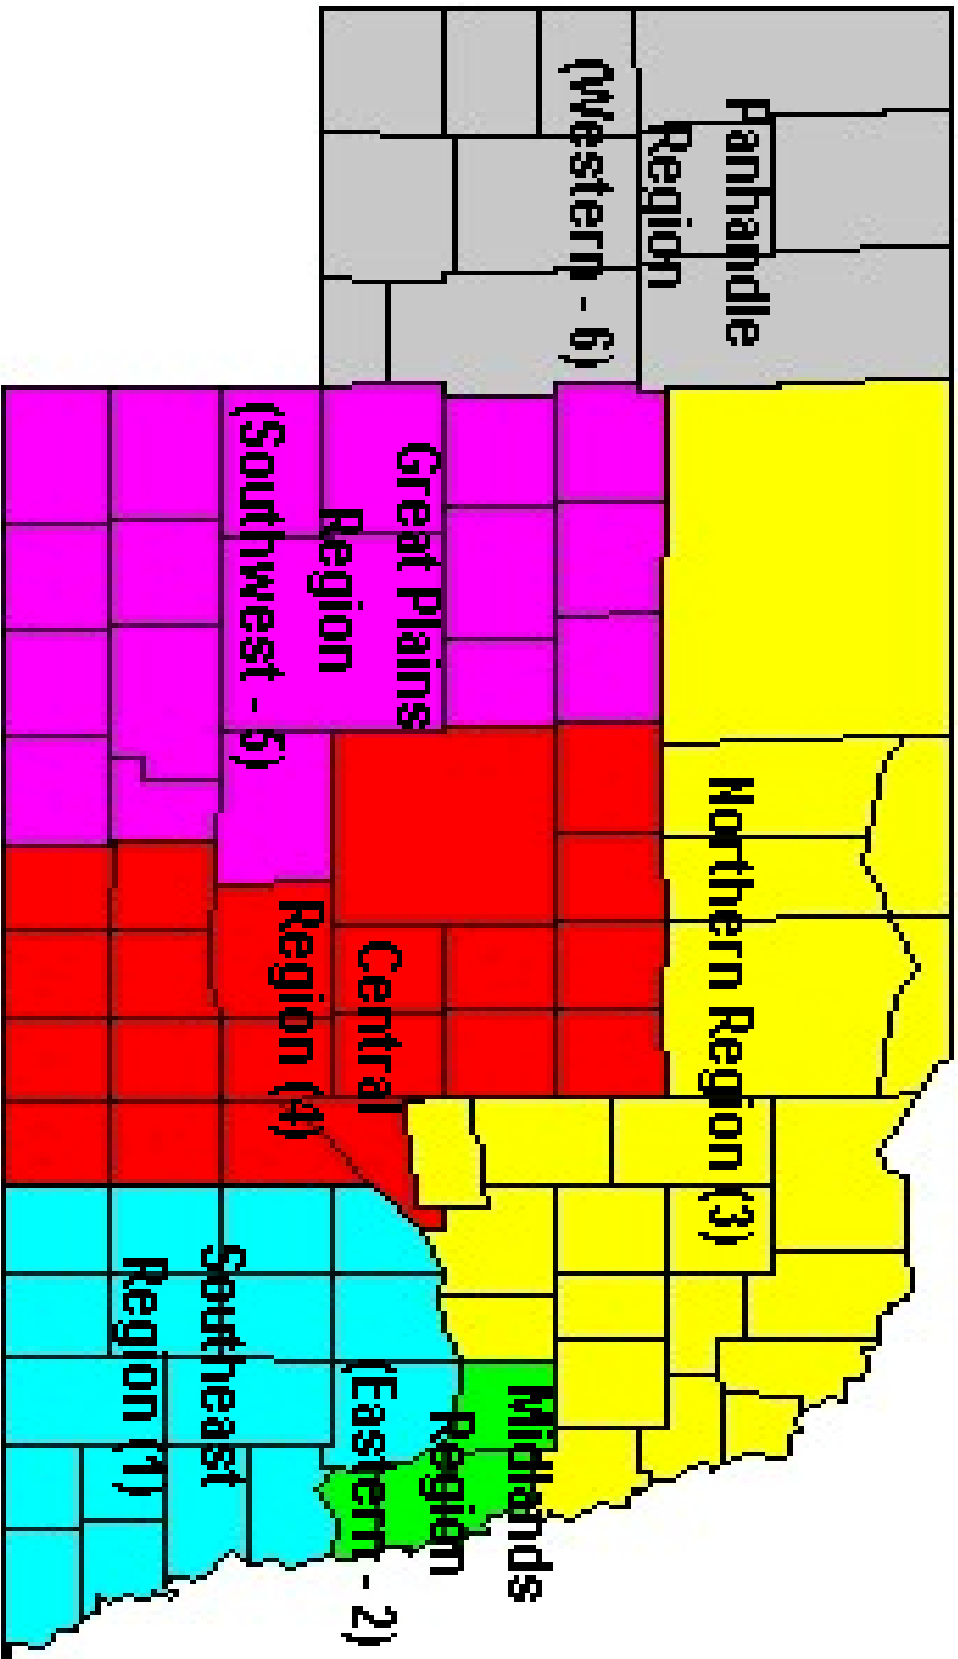 Panhandle
Region
(Western - 6)
Northern Region (3)
Great Plains
Region
(Southwest - 5)
Central
Region (4)
Midlands
Region
(Eastern - 2)
Southeast
Region (1)